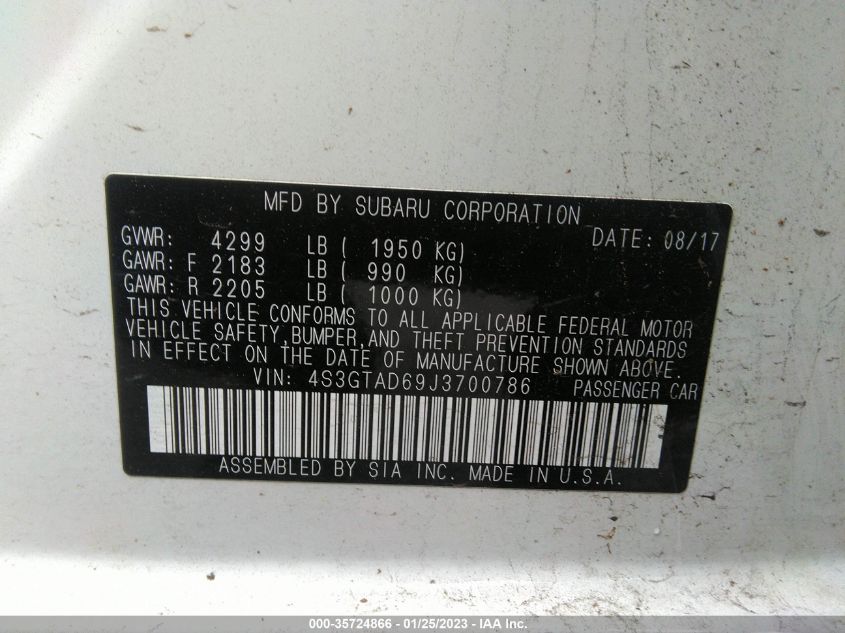 MFD BY SUBARU CORPORATION
GVWR: 4299 LB ( 1950 KG) DATE: 08/17
GAWR: F 2183 LB ( 990 KG)
GAWR: R 2205 LB ( 1000 KG)
THIS VEHICLE CONFORMS TO ALL APPLICABLE FEDERAL MOTOR
VEHICLE SAFETY,BUMPER,AND THEFT PREVENTION STANDARDS
IN EFFECT ON THE DATE OF MANUFACTURE SHOWN ABOVE.
VIN: 4S3GTAD69J3700786 PASSENGER CAR
ASSEMBLED BY SIA INC. MADE IN U.S.A.
000-35724866 - 01/25/2023 - IAA Inc.